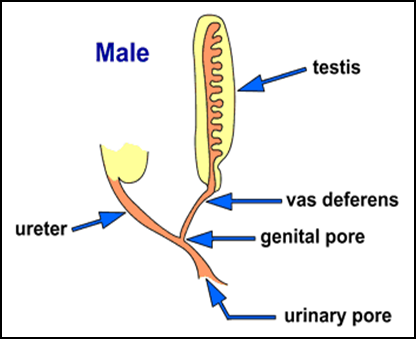 Male
testis
vas deferens
ureter
genital pore
urinary pore